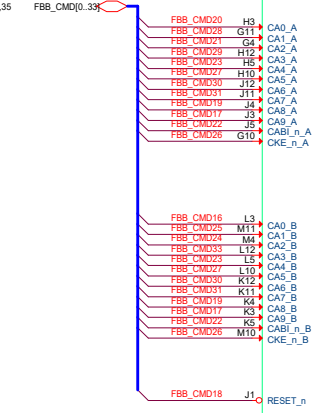 ,35 FBB_CMD[0..33]
FBB_CMD20 H3 CA0_A
FBB_CMD28 G11 CA1_A
FBB_CMD21 G4 CA2_A
FBB_CMD29 H12 CA3_A
FBB_CMD23 H5 CA4_A
FBB_CMD27 H10 CA5_A
FBB_CMD30 J12 CA6_A
FBB_CMD31 J11 CA7_A
FBB_CMD19 J4 CA8_A
FBB_CMD17 J3 CA9_A
FBB_CMD22 J5 CABI_n_A
FBB_CMD26 G10 CKE_n_A
FBB_CMD16 L3 CA0_B
FBB_CMD25 M11 CA1_B
FBB_CMD24 M4 CA2_B
FBB_CMD33 L12 CA3_B
FBB_CMD23 L5 CA4_B
FBB_CMD27 L10 CA5_B
FBB_CMD30 K12 CA6_B
FBB_CMD31 K11 CA7_B
FBB_CMD19 K4 CA8_B
FBB_CMD17 K3 CA9_B
FBB_CMD22 K5 CABI_n_B
FBB_CMD26 M10 CKE_n_B
FBB_CMD18 J1 RESET_n